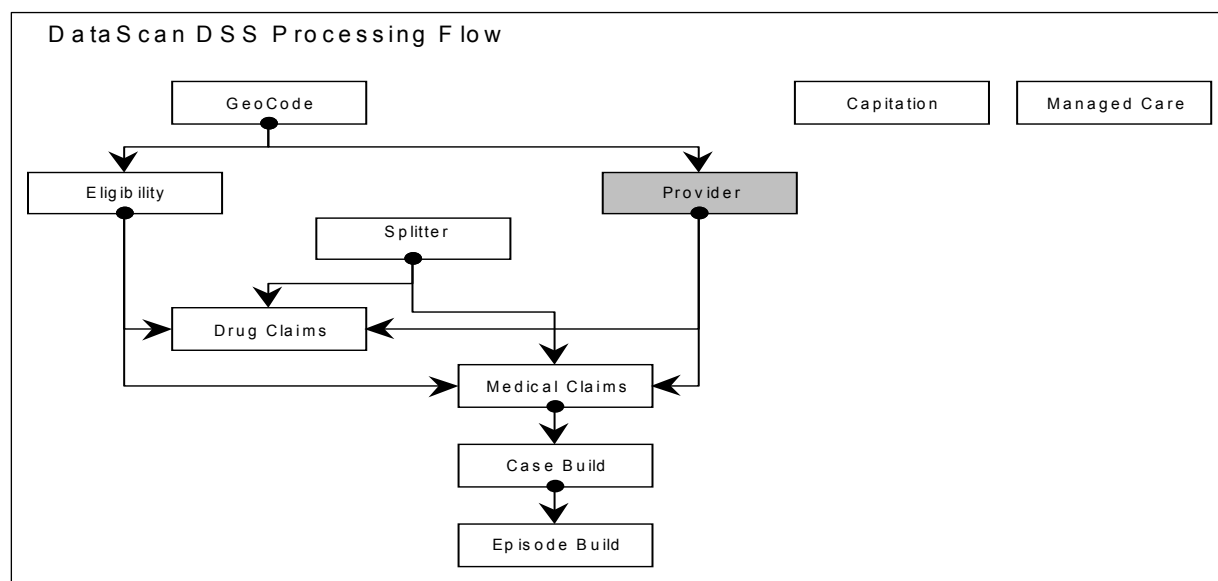 DataScan DSS Processing Flow
GeoCode
Capitation
Managed Care
Eligibility
Provider
Splitter
Drug Claims
Medical Claims
Case Build
Episode Build